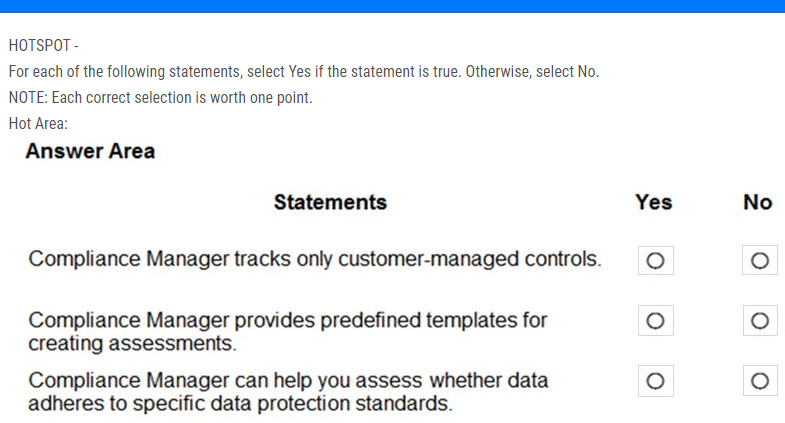 HOTSPOT -
For each of the following statements, select Yes if the statement is true. Otherwise, select No.
NOTE: Each correct selection is worth one point.
Hot Area:
Answer Area
Statements Yes No
Compliance Manager tracks only customer-managed controls.
Compliance Manager provides predefined templates for
creating assessments.
Compliance Manager can help you assess whether data
adheres to specific data protection standards.